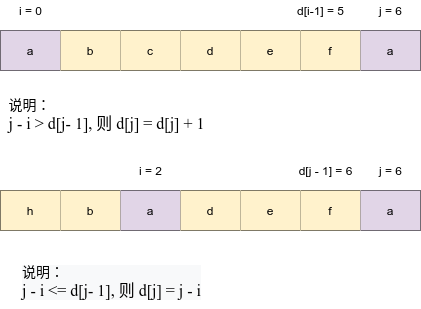 i = 0 d[i-1] = 5 j = 6
a b c d e f a
说明：
j - i > d[j- 1], 则 d[j] = d[j] + 1
i = 2 d[j - 1] = 6 j = 6
h b a d e f a
说明：
j - i <= d[j- 1], 则 d[j] = j - i